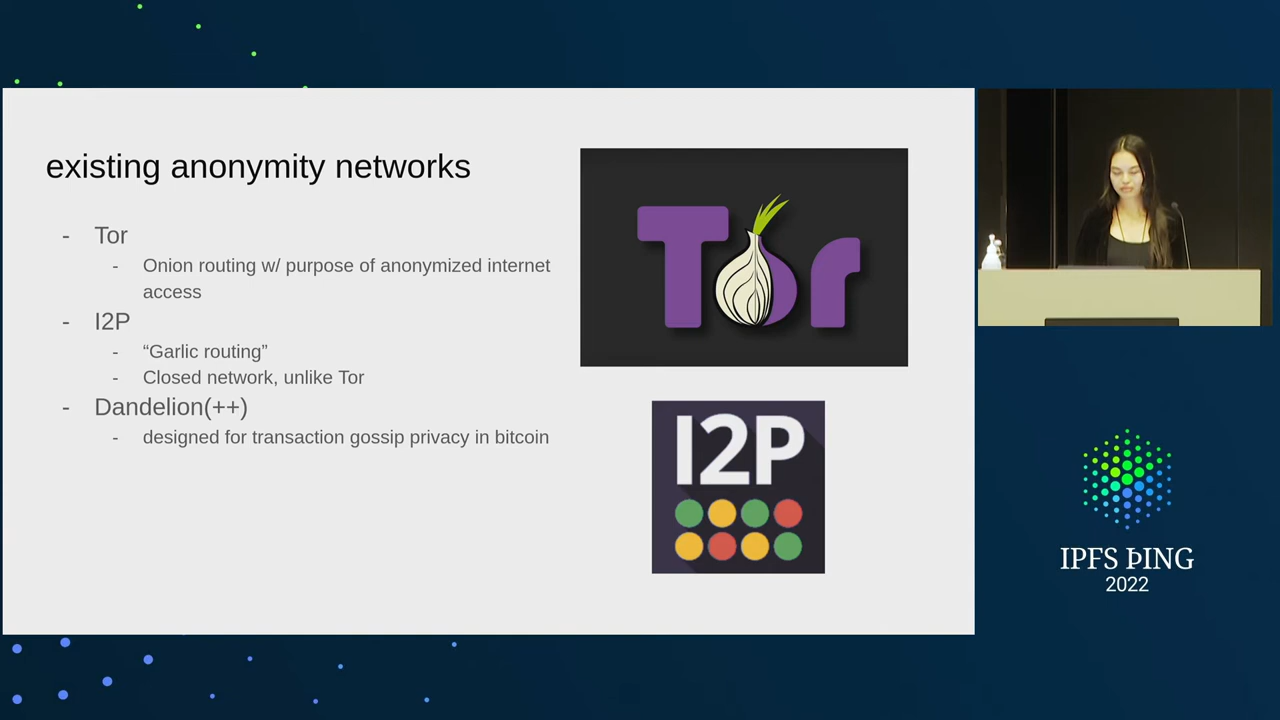 existing anonymity networks
- Tor
- Onion routing w/ purpose of anonymized internet
access
- I2P
- “Garlic routing”
- Closed network, unlike Tor
- Dandelion(++)
- designed for transaction gossip privacy in bitcoin
Tor
I2P
IPFS ÞING
2022